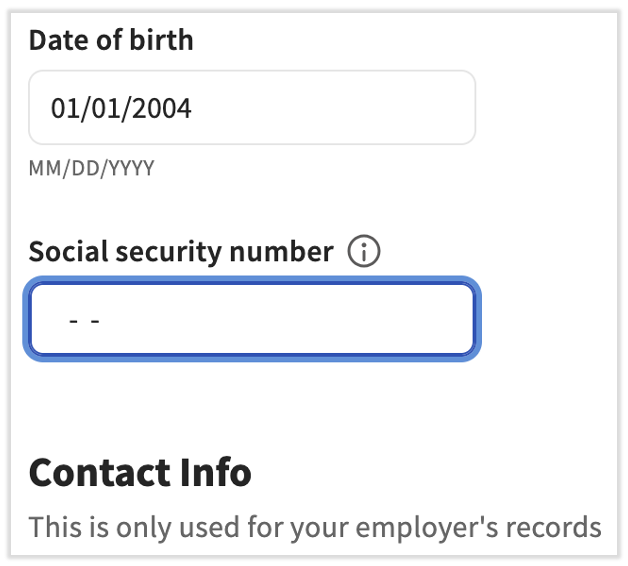 Date of birth
01/01/2004
MM/DD/YYYY
Social security number
- -
Contact Info
This is only used for your employer's records